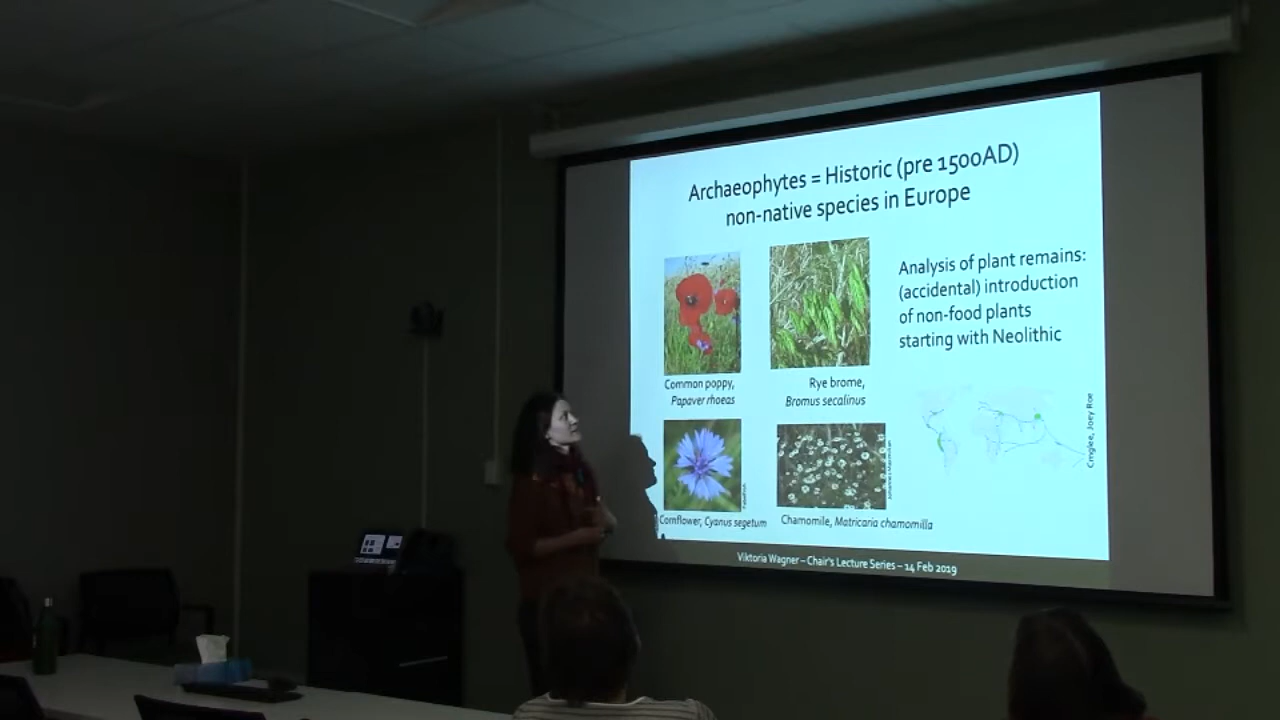 Archaeophytes = Historic (pre 1500AD)
non-native species in Europe
Analysis of plant remains:
(accidental) introduction
of non-food plants
starting with Neolithic
Common poppy,
Papaver rhoeas
Rye brome,
Bromus secalinus
Cornflower, Cyanus segetum
Chamomile, Matricaria chamomilla
Cmglee, Joey Roe
Viktoria Wagner – Chair's Lecture Series – 14 Feb 2019